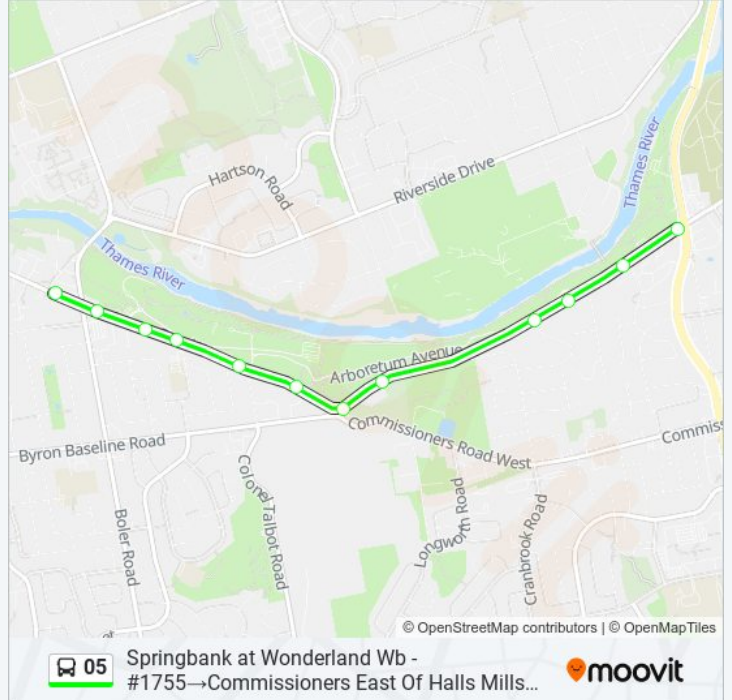 Thames River
Hartson Road
Riverside Drive
Thames River
Arboretum Avenue
Commissioners Road West
Commiss
Byron Baseline Road
Colonel Talbot Road
Boler Road
Longworth Road
Cranbrook Road
© OpenStreetMap contributors | © OpenMapTiles
05
Springbank at Wonderland Wb -
#1755→Commissioners East Of Halls Mills...
moovit